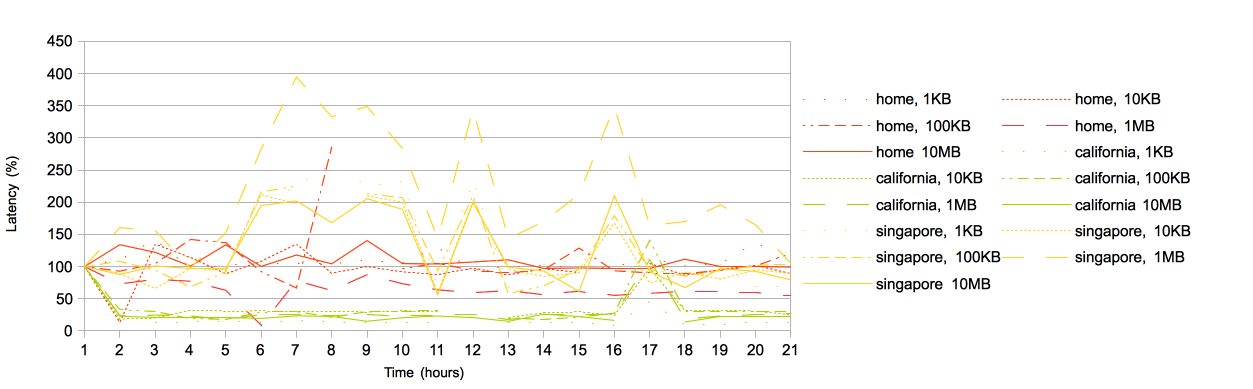 450
400
350
300
250
200
150
100
50
0
Latency (%)
1 2 3 4 5 6 7 8 9 10 11 12 13 14 15 16 17 18 19 20 21
Time (hours)
home, 1KB
home, 10KB
home, 100KB
home, 1MB
home 10MB
california, 1KB
california, 10KB
california, 100KB
california, 1MB
california 10MB
singapore, 1KB
singapore, 10KB
singapore, 100KB
singapore, 1MB
singapore 10MB